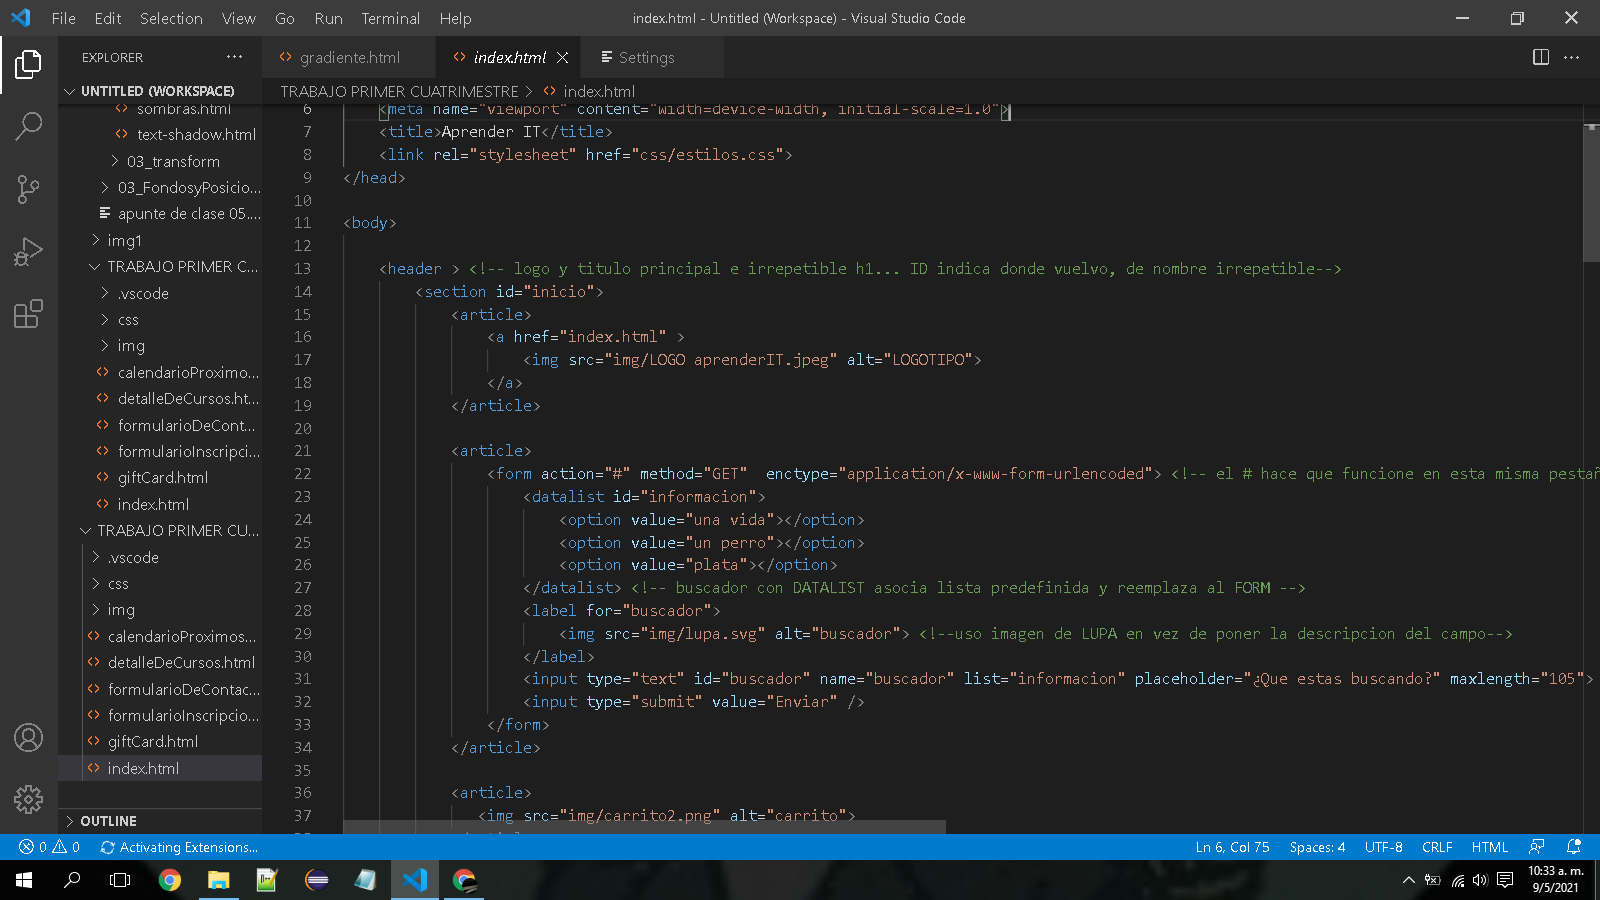 File Edit Selection View Go Run Terminal Help
index.html - Untitled (Workspace) - Visual Studio Code
EXPLORER
gradiente.html
index.html
Settings
UNTITLED (WORKSPACE)
TRABAJO PRIMER CUATRIMESTRE > index.html
sombras.html
text-shadow.html
03_transform
03_FondosyPosicio...
apunte de clase 05....
img1
TRABAJO PRIMER C...
.vscode
css
img
calendarioProximo...
detalleDeCursos.ht...
formularioDeCont...
formularioInscripci...
giftCard.html
index.html
TRABAJO PRIMER CU...
.vscode
css
img
calendarioProximos...
detalleDeCursos.html
formularioDeContac...
formularioInscripcio...
giftCard.html
index.html
OUTLINE
6 <meta name="viewport" content="width=device-width, initial-scale=1.0">
7 <title>Aprender IT</title>
8 <link rel="stylesheet" href="css/estilos.css">
9 </head>
10
11 <body>
12
13 <header > <!-- logo y titulo principal e irrepetible h1... ID indica donde vuelvo, de nombre irrepetible-->
14 <section id="inicio">
15 <article>
16 <a href="index.html" >
17 <img src="img/LOGO aprenderIT.jpeg" alt="LOGOTIPO">
18 </a>
19 </article>
20
21 <article>
22 <form action="#" method="GET"  enctype="application/x-www-form-urlencoded"> <!-- el # hace que funcione en esta misma pestañ
23 <datalist id="informacion">
24 <option value="una vida"></option>
25 <option value="un perro"></option>
26 <option value="plata"></option>
27 </datalist> <!-- buscador con DATALIST asocia lista predefinida y reemplaza al FORM -->
28 <label for="buscador">
29 <img src="img/lupa.svg" alt="buscador"> <!--uso imagen de LUPA en vez de poner la descripcion del campo-->
30 </label>
31 <input type="text" id="buscador" name="buscador" list="informacion" placeholder="¿Que estas buscando?" maxlength="105">
32 <input type="submit" value="Enviar" />
33 </form>
34 </article>
35
36 <article>
37 <img src="img/carrito2.png" alt="carrito">
0 0 Activating Extensions...
Ln 6, Col 75 Spaces: 4 UTF-8 CRLF HTML
10:33 a. m.
9/5/2021